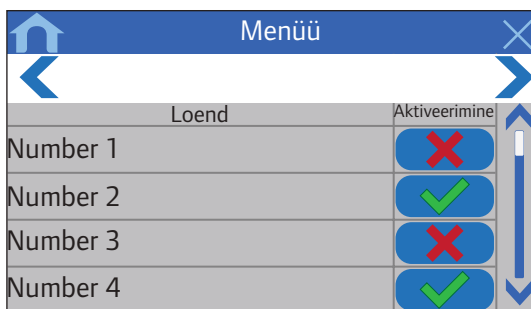 Menüü
Loend Aktiveerimine
Number 1
Number 2
Number 3
Number 4